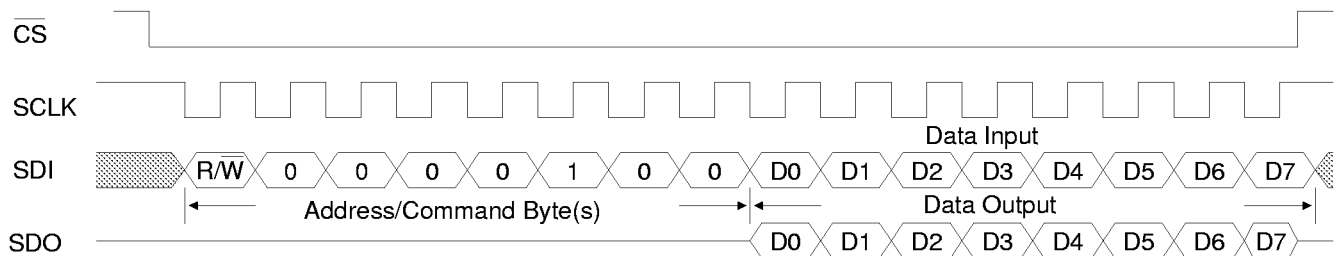 CS
SCLK
Data Input
SDI R/W 0 0 0 0 1 0 0 D0 D1 D2 D3 D4 D5 D6 D7
Address/Command Byte(s) Data Output
SDO D0 D1 D2 D3 D4 D5 D6 D7